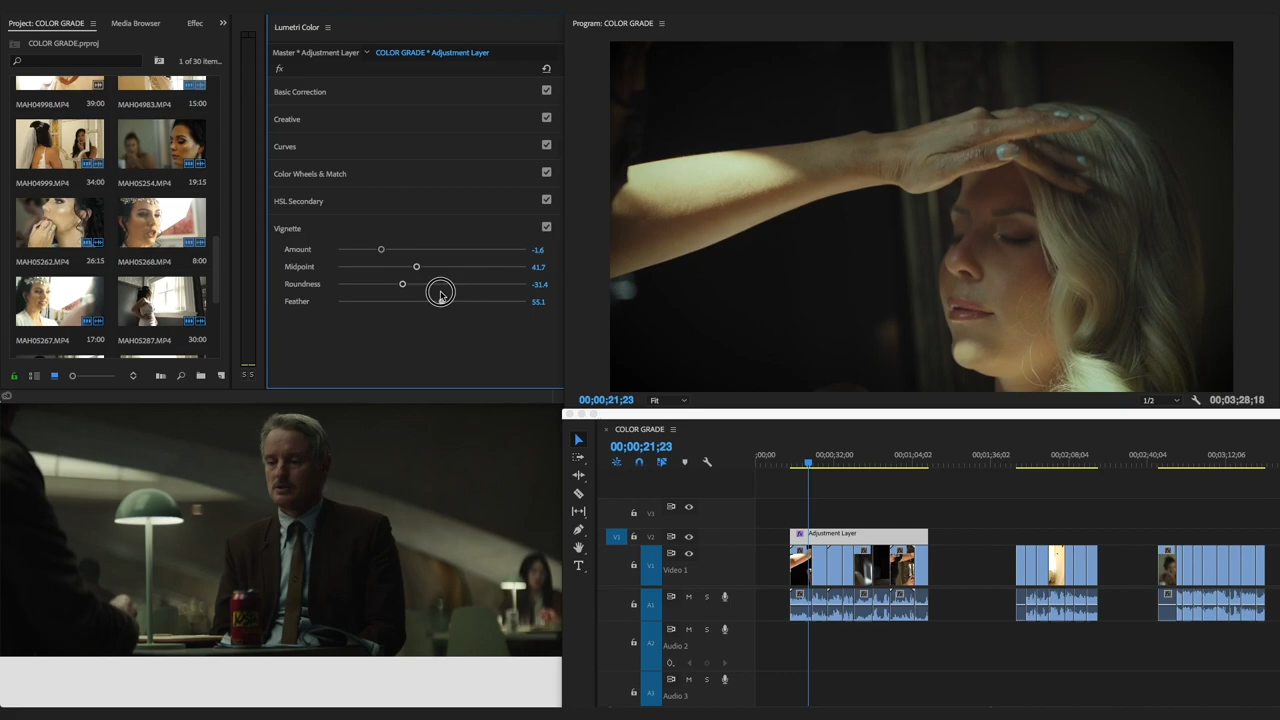 Project: COLOR GRADE
Media Browser
Effec
COLOR GRADE.prproj
1 of 30 item...
MAH04998.MP4
39:00
MAH04983.MP4
15:00
MAH04999.MP4
34:00
MAH05254.MP4
19:15
MAH05262.MP4
26:15
MAH05268.MP4
8:00
MAH05267.MP4
17:00
MAH05287.MP4
30:00
S S
Lumetri Color
Master * Adjustment Layer
COLOR GRADE * Adjustment Layer
fx
Basic Correction
Creative
Curves
Color Wheels & Match
HSL Secondary
Vignette
Amount
-1.6
Midpoint
41.7
Roundness
-31.4
Feather
55.1
Program: COLOR GRADE
00;00;21;23
Fit
1/2
00;03;28;18
× COLOR GRADE
00;00;21;23
;00;00
00;00;32;00
00;01;04;02
00;01;36;02
00;02;08;04
00;02;40;04
00;03;12;06
V3
V1
V2
fx Adjustment Layer
V1
Video 1
A1
M S
A2
M S
Audio 2
A3
M S
Audio 3